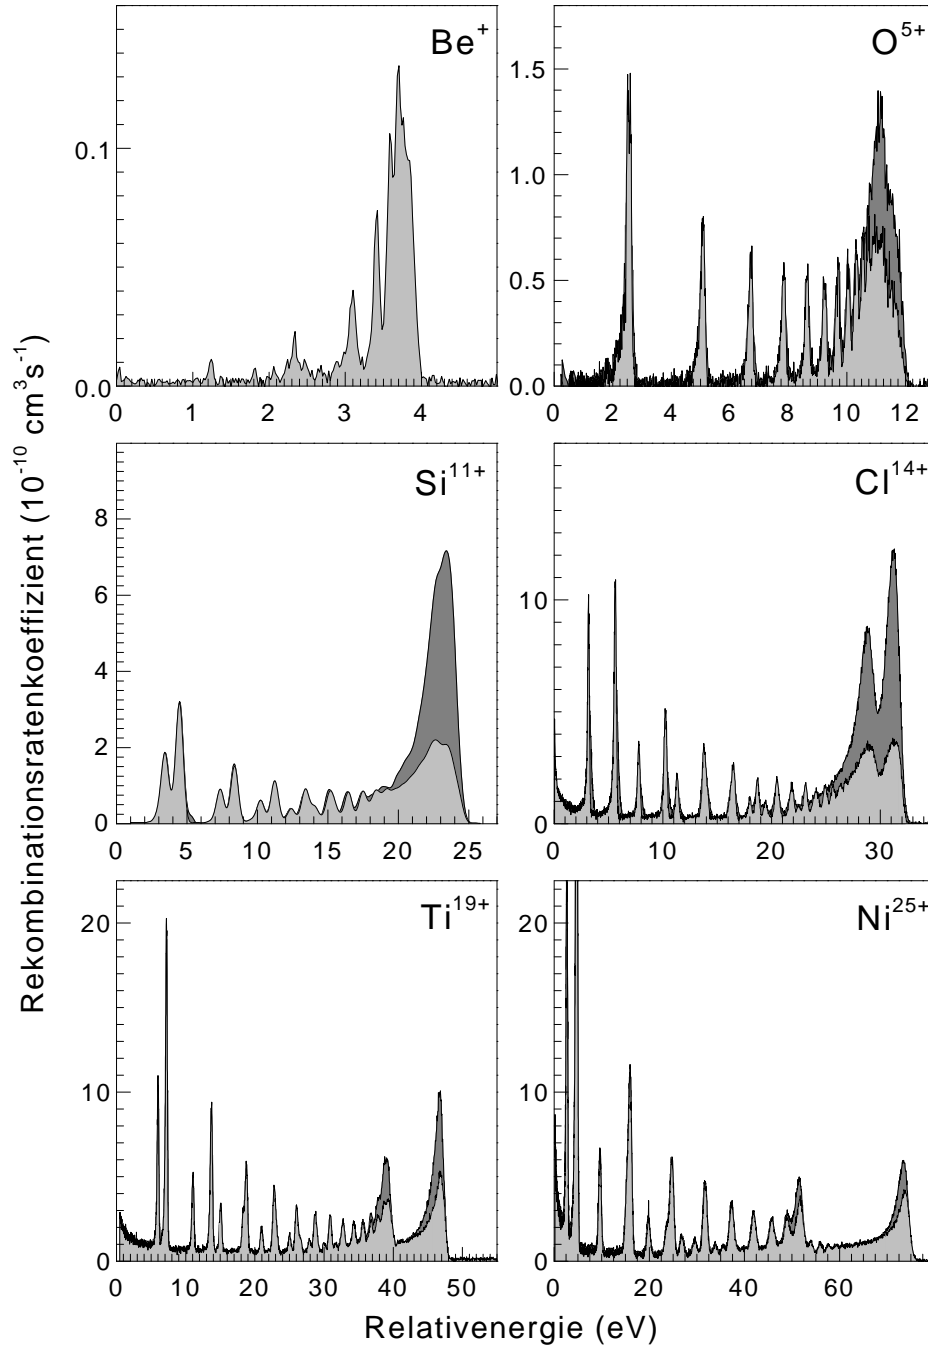 Rekombinationsratenkoeffizient (10⁻¹⁰ cm³s⁻¹)
Be⁺
0.1
0.0
0 1 2 3 4
O⁵⁺
1.5
1.0
0.5
0.0
0 2 4 6 8 10 12
Si¹¹⁺
8
6
4
2
0
0 5 10 15 20 25
Cl¹⁴⁺
10
0
0 10 20 30
Ti¹⁹⁺
20
10
0
0 10 20 30 40 50
Ni²⁵⁺
20
10
0
0 20 40 60
Relativenergie (eV)